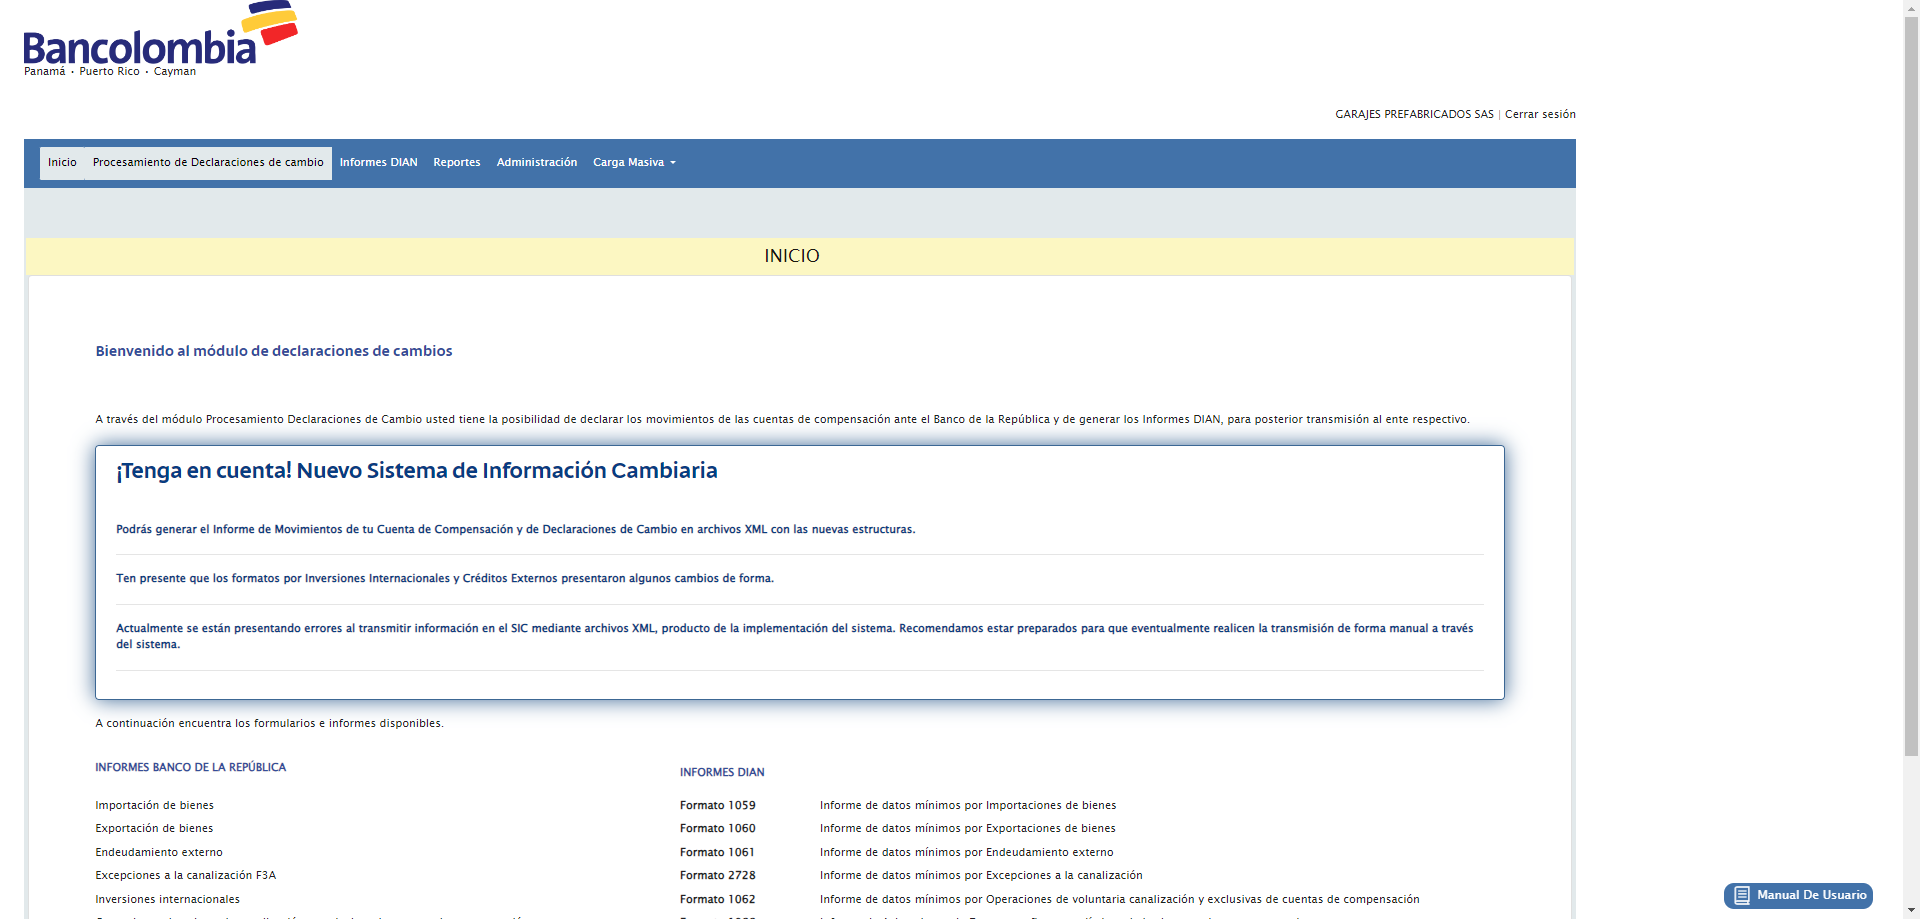 Bancolombia
Panamá • Puerto Rico • Cayman
GARAJES PREFABRICADOS SAS | Cerrar sesión
Inicio Procesamiento de Declaraciones de cambio Informes DIAN Reportes Administración Carga Masiva
INICIO
Bienvenido al módulo de declaraciones de cambios
A través del módulo Procesamiento Declaraciones de Cambio usted tiene la posibilidad de declarar los movimientos de las cuentas de compensación ante el Banco de la República y de generar los Informes DIAN, para posterior transmisión al ente respectivo.
¡Tenga en cuenta! Nuevo Sistema de Información Cambiaria
Podrás generar el Informe de Movimientos de tu Cuenta de Compensación y de Declaraciones de Cambio en archivos XML con las nuevas estructuras.
Ten presente que los formatos por Inversiones Internacionales y Créditos Externos presentaron algunos cambios de forma.
Actualmente se están presentando errores al transmitir información en el SIC mediante archivos XML, producto de la implementación del sistema. Recomendamos estar preparados para que eventualmente realicen la transmisión de forma manual a través
del sistema.
A continuación encuentra los formularios e informes disponibles.
INFORMES BANCO DE LA REPÚBLICA
Importación de bienes
Exportación de bienes
Endeudamiento externo
Excepciones a la canalización F3A
Inversiones internacionales
INFORMES DIAN
Formato 1059 Informe de datos mínimos por Importaciones de bienes
Formato 1060 Informe de datos mínimos por Exportaciones de bienes
Formato 1061 Informe de datos mínimos por Endeudamiento externo
Formato 2728 Informe de datos mínimos por Excepciones a la canalización
Formato 1062 Informe de datos mínimos por Operaciones de voluntaria canalización y exclusivas de cuentas de compensación
Manual De Usuario